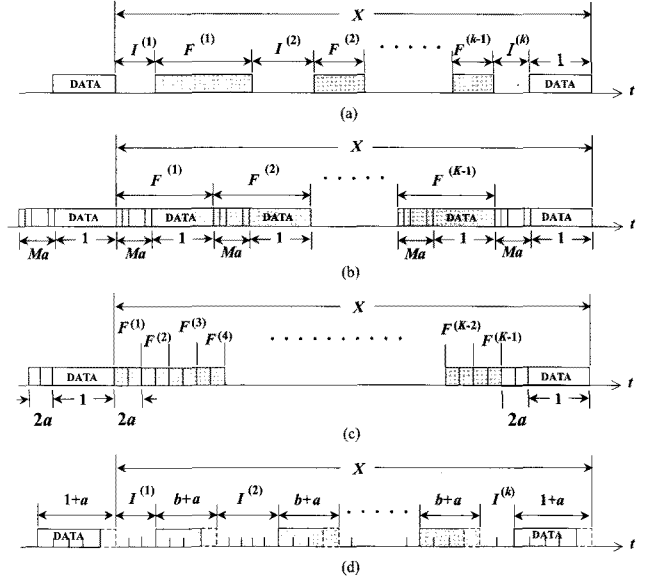 X
I^(1) F^(1) I^(2) F^(2) · · · · · · F^(k-1) I^(k) 1
DATA DATA t
(a)
X
F^(1) F^(2) · · · · · F^(K-1)
DATA DATA DATA DATA DATA t
Ma 1 Ma 1 Ma 1 Ma 1 Ma 1
(b)
X
F^(1) F^(2) F^(3) F^(4) · · · · · · · · · · F^(K-2) F^(K-1)
DATA DATA t
2a 1 2a 2a 1
(c)
X
1+a I^(1) b+a I^(2) b+a · · · · · b+a I^(k) 1+a
DATA DATA t
(d)